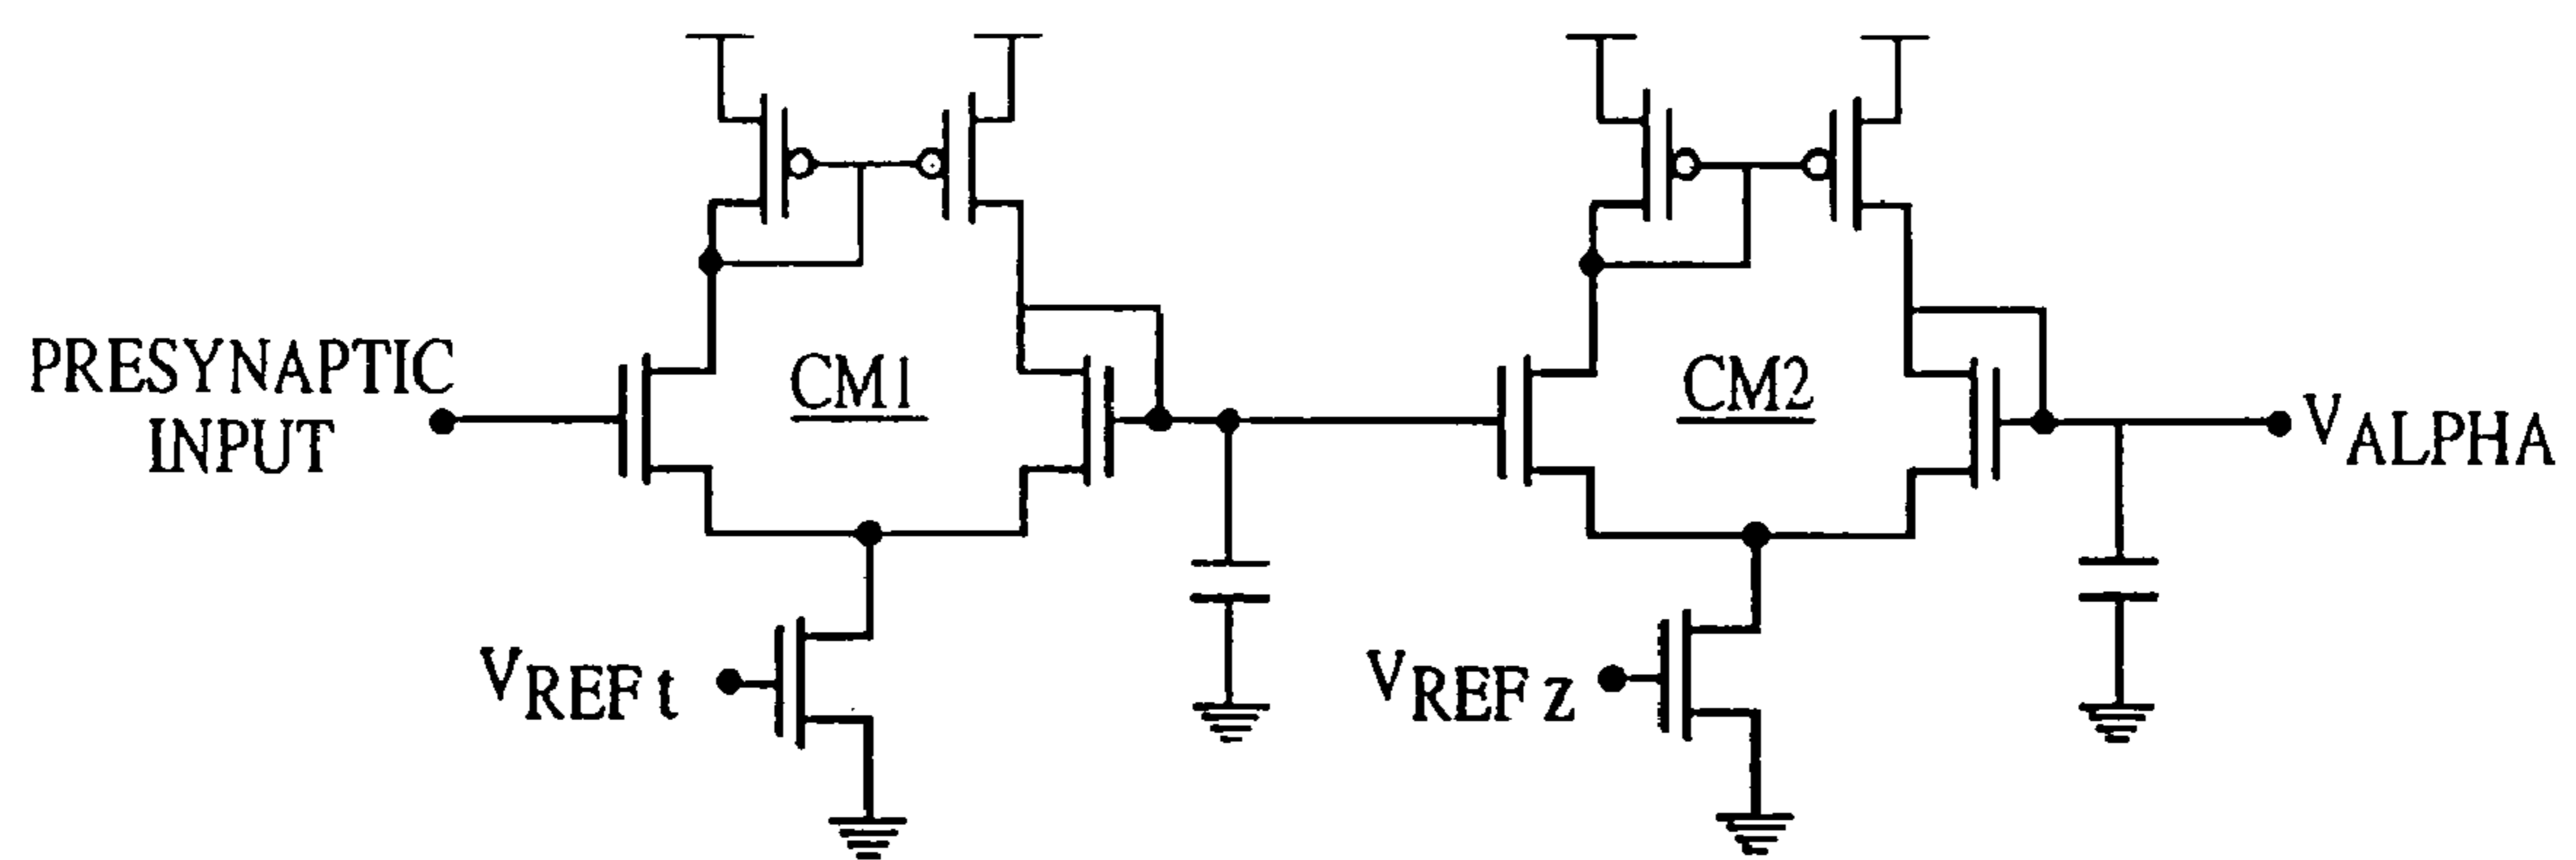 PRESYNAPTIC
INPUT
CM1
CM2
VALPHA
VREF t
VREF z